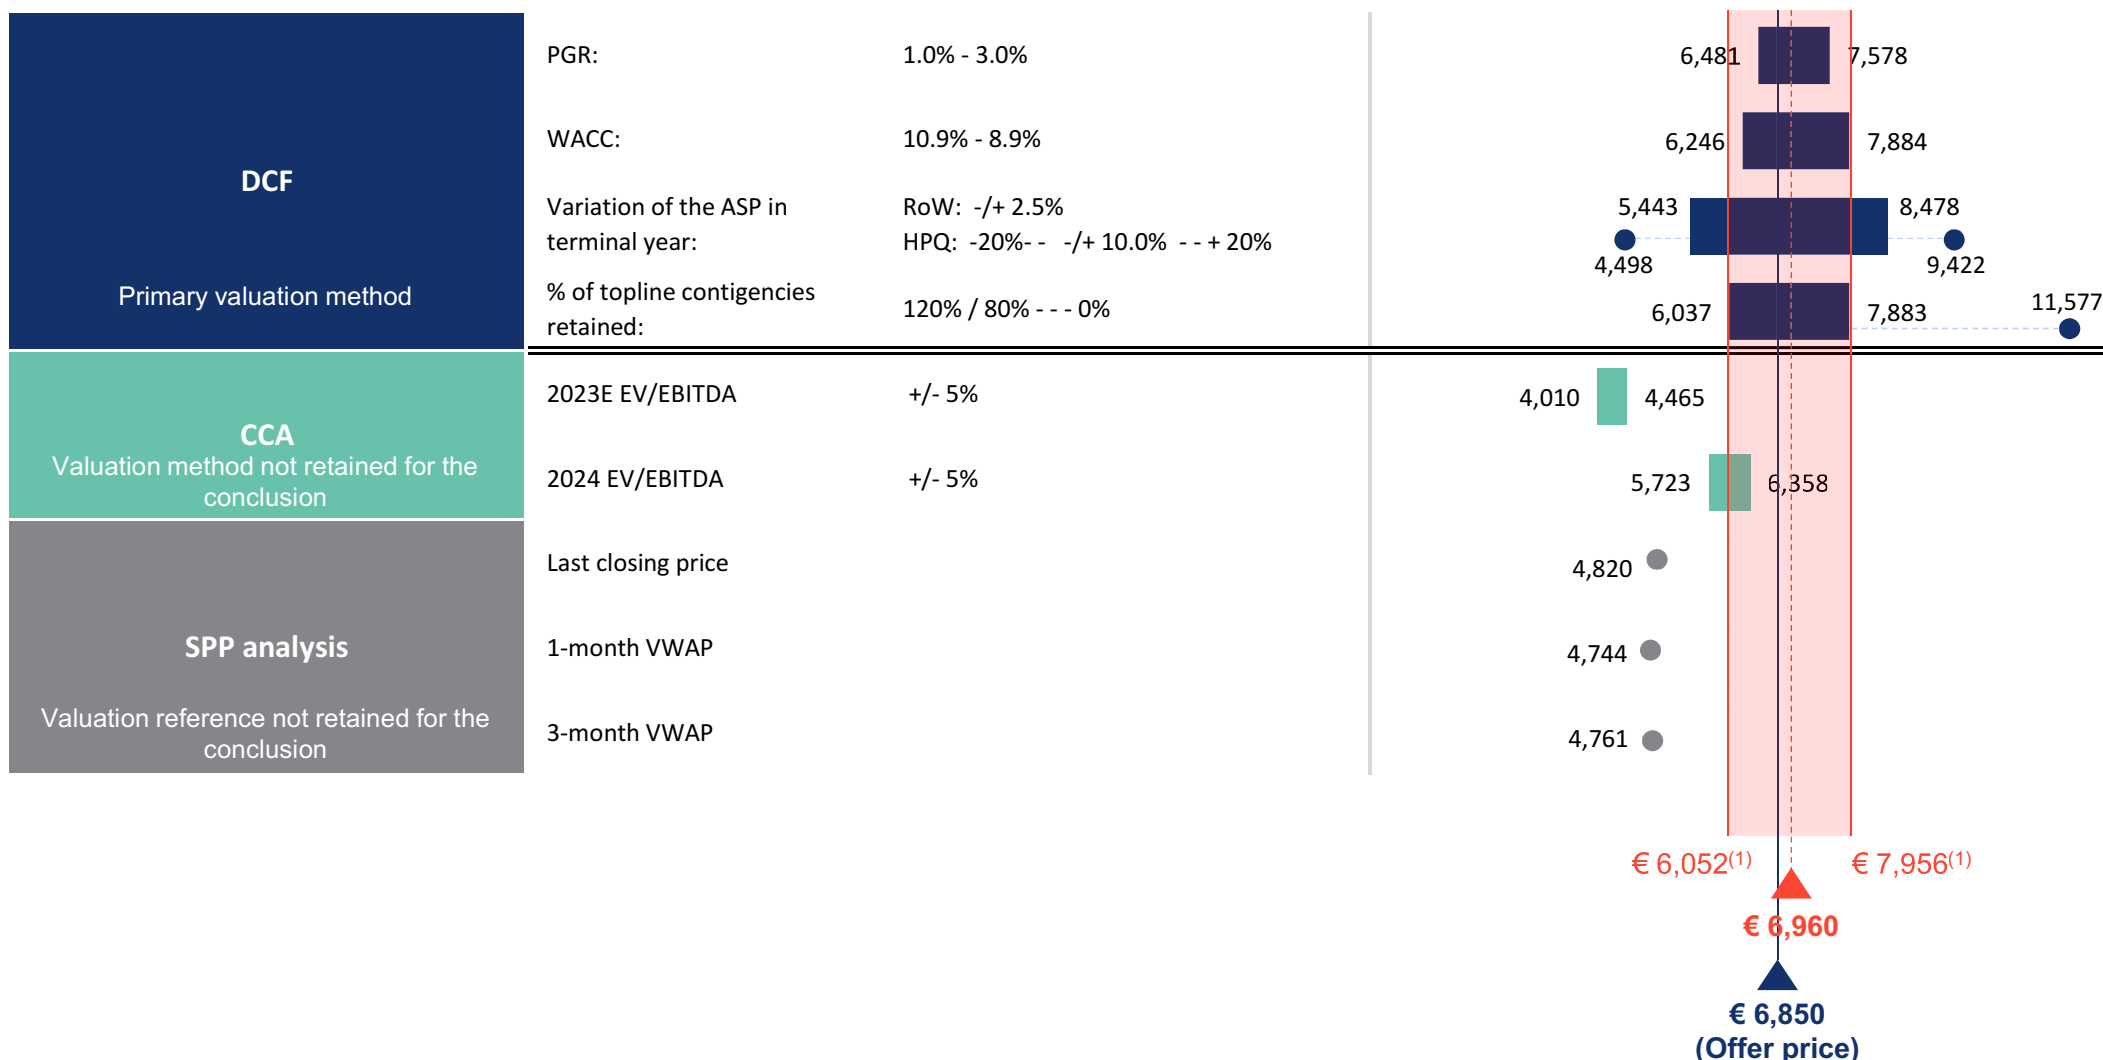 DCF
Primary valuation method
PGR:
1.0% - 3.0%
6,481
7,578
WACC:
10.9% - 8.9%
6,246
7,884
Variation of the ASP in
terminal year:
RoW: -/+ 2.5%
HPQ: -20%- - -/+ 10.0% - - + 20%
5,443
8,478
4,498
9,422
% of topline contigencies
retained:
120% / 80% - - - 0%
6,037
7,883
11,577
CCA
Valuation method not retained for the
conclusion
2023E EV/EBITDA
+/- 5%
4,010
4,465
2024 EV/EBITDA
+/- 5%
5,723
6,358
SPP analysis
Valuation reference not retained for the
conclusion
Last closing price
4,820
1-month VWAP
4,744
3-month VWAP
4,761
€ 6,052(1)
€ 7,956(1)
€ 6,960
€ 6,850
(Offer price)